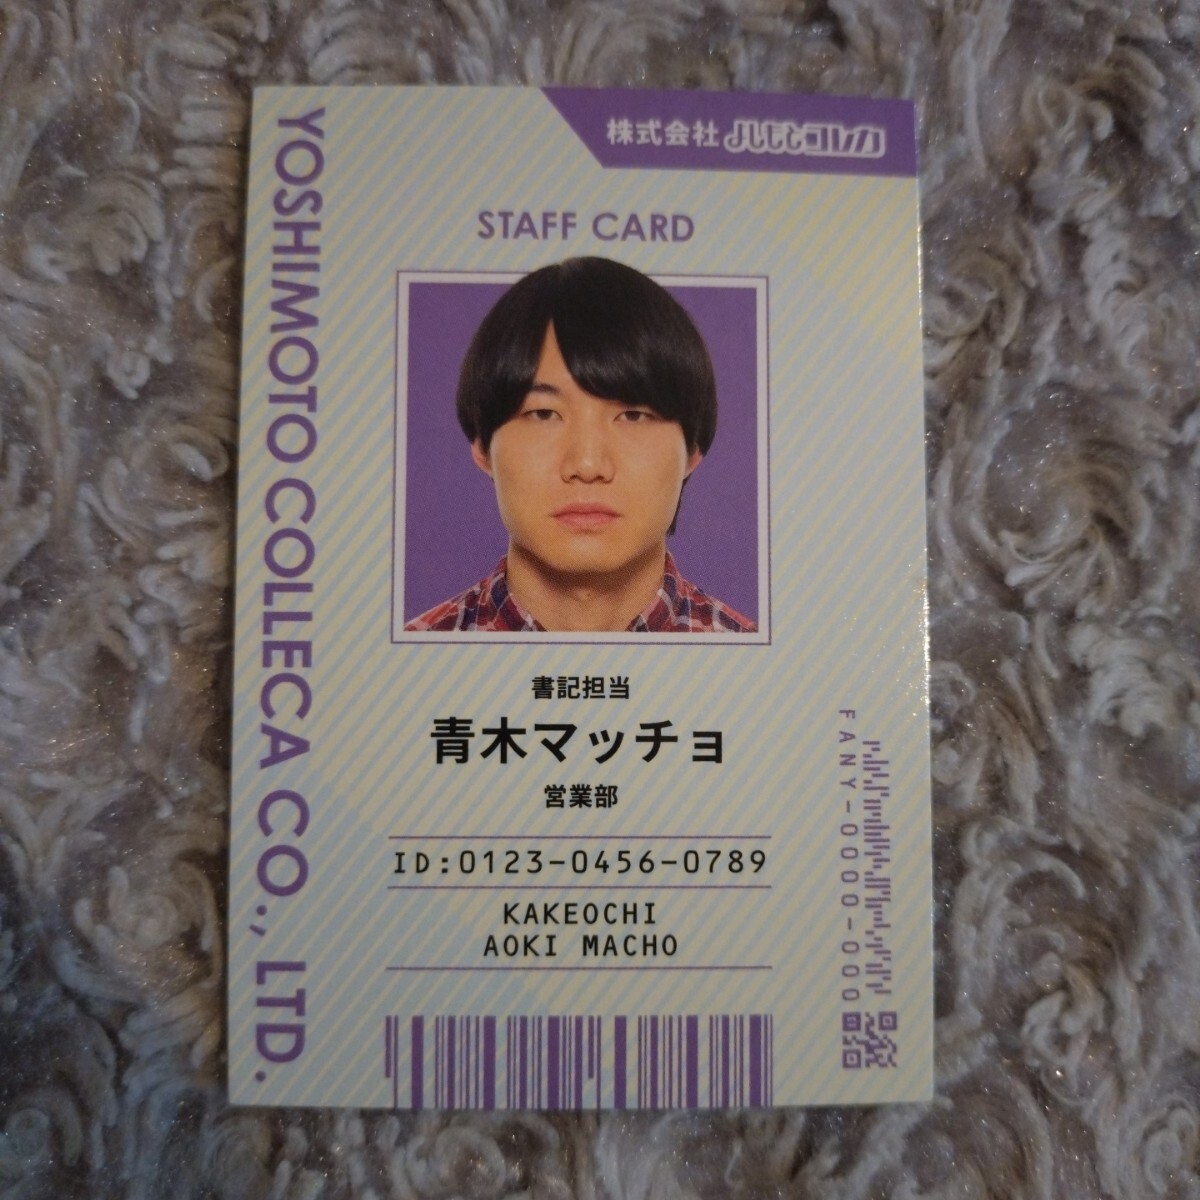 株式会社 よしもとコレカ
YOSHIMOTO COLLECA CO., LTD.
STAFF CARD
書記担当
青木マッチョ
営業部
ID:0123-0456-0789
KAKEOCHI
AOKI MACHO
FANY-0000-000